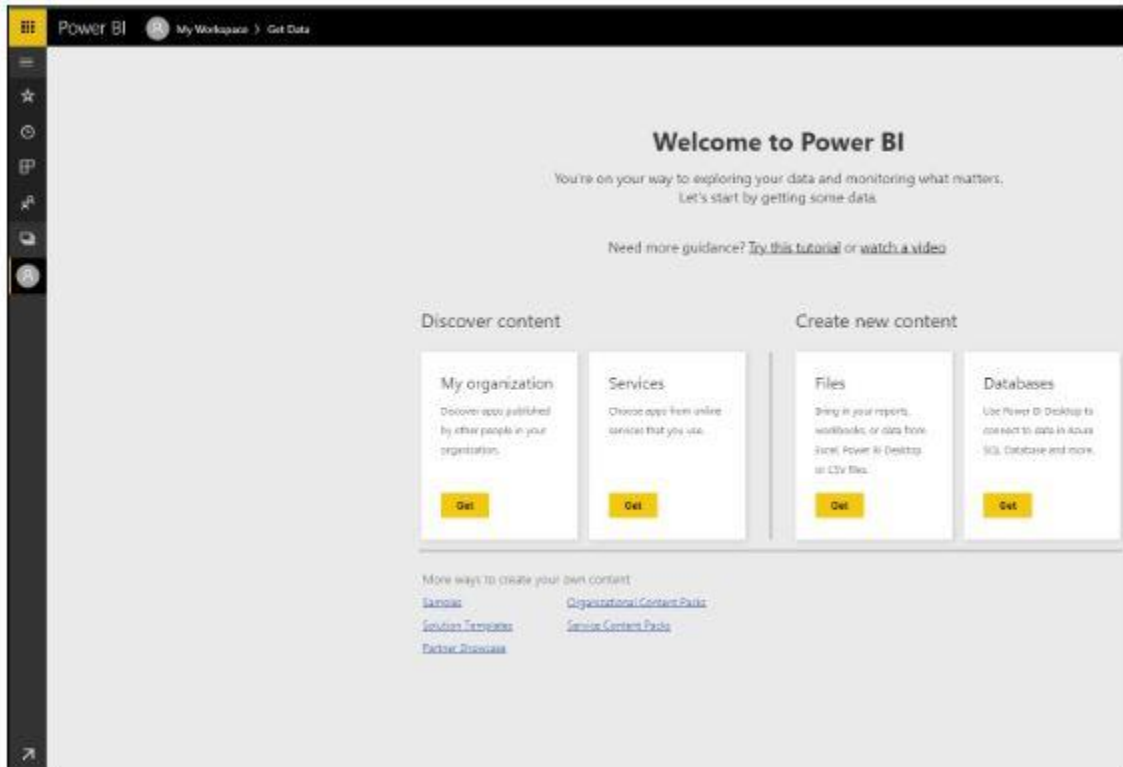 Power BI My Workspace > Get Data
Welcome to Power BI
You're on your way to exploring your data and monitoring what matters.
Let's start by getting some data.
Need more guidance? Try this tutorial or watch a video
Discover content
Create new content
My organization
Discover apps published
by other people in your
organization.
Get
Services
Choose apps from online
services that you use.
Get
Files
Bring in your reports,
workbooks, or data from
Excel, Power BI Desktop
or CSV files.
Get
Databases
Use Power BI Desktop to
connect to data in Azure
SQL Database and more.
Get
More ways to create your own content
Samples
Organizational Content Packs
Solution Templates
Service Content Packs
Partner Showcase